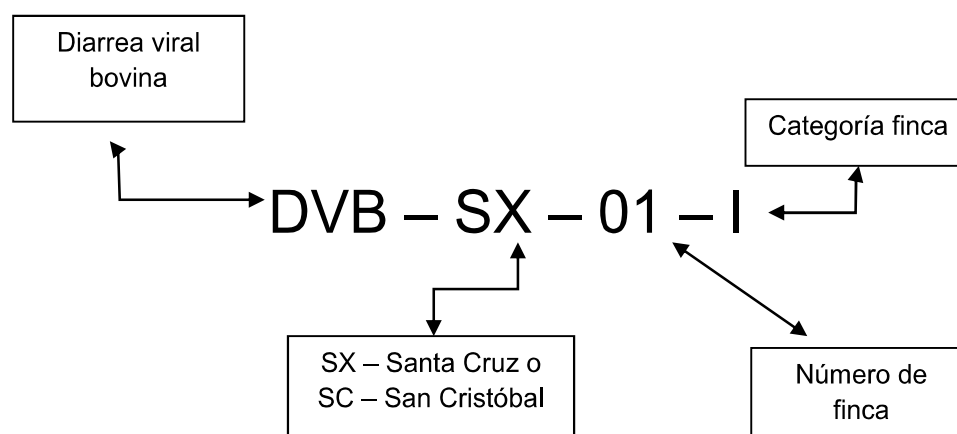 Diarrea viral
bovina
Categoría finca
DVB – SX – 01 – I
SX – Santa Cruz o
SC – San Cristóbal
Número de
finca